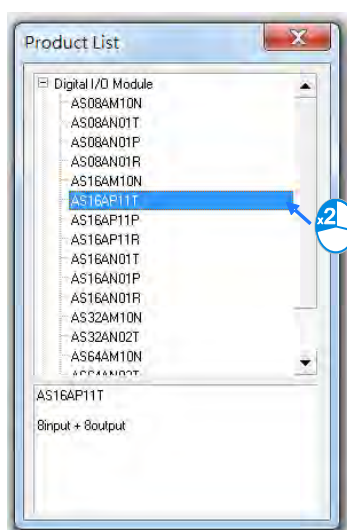 Product List
Digital I/O Module
AS08AM10N
AS08AN01T
AS08AN01P
AS08AN01R
AS16AM10N
AS16AP11T
AS16AP11P
AS16AP11R
AS16AN01T
AS16AN01P
AS16AN01R
AS32AM10N
AS32AN02T
AS64AM10N
AS64AN02T
x2
AS16AP11T
8input + 8output